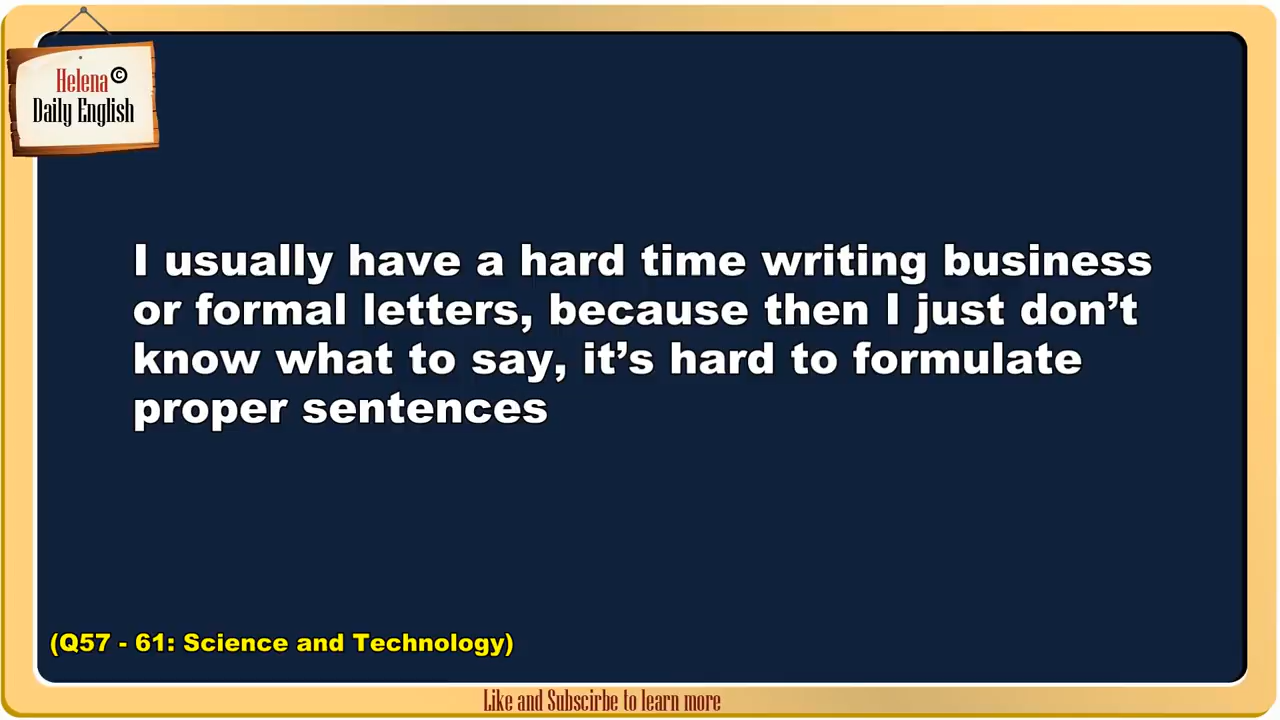 Helena©
Daily English
I usually have a hard time writing business
or formal letters, because then I just don’t
know what to say, it’s hard to formulate
proper sentences
(Q57 - 61: Science and Technology)
Like and Subscirbe to learn more